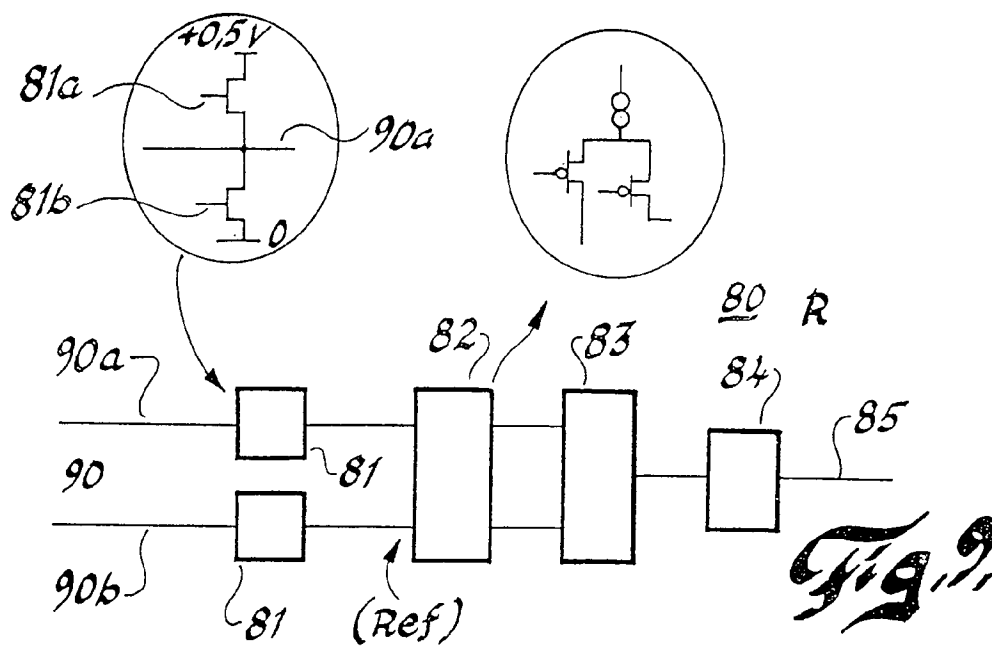 +0,5V
81a
90a
81b
0
80 R
82
83
90a
84
85
90
81
90b
81
(Ref)
Fig. 9.